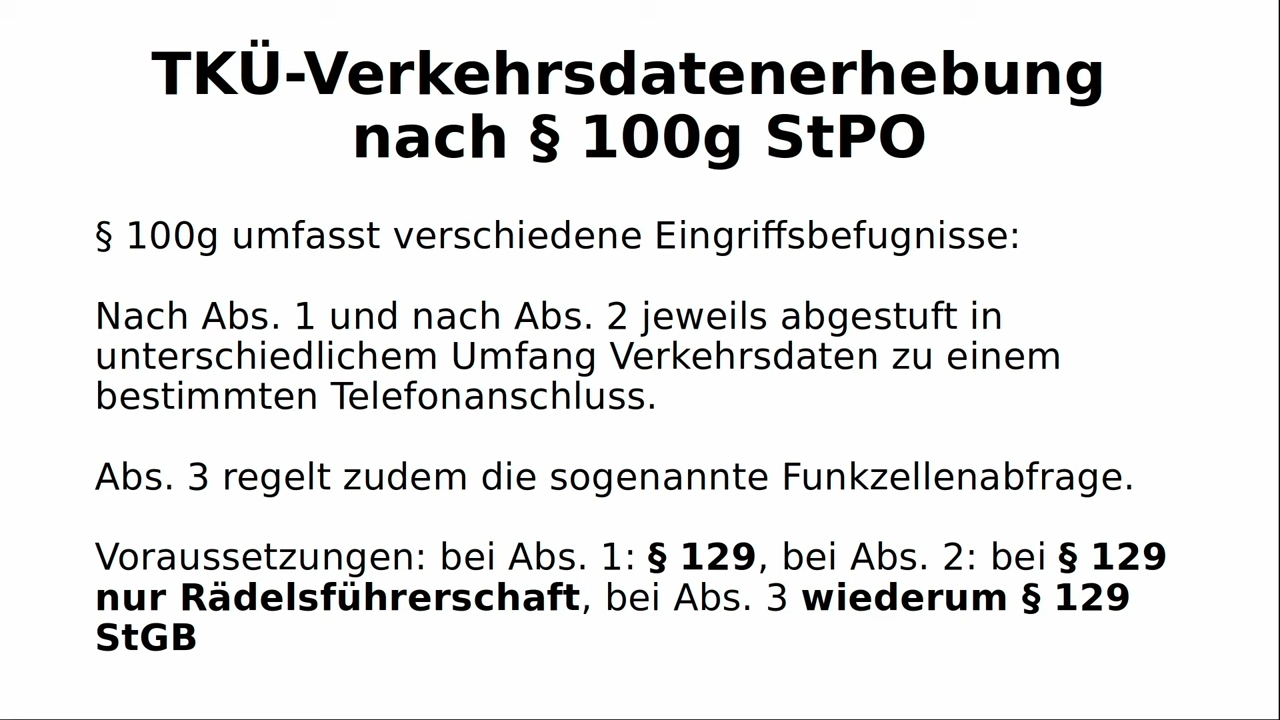 TKÜ-Verkehrsdatenerhebung
nach § 100g StPO
§ 100g umfasst verschiedene Eingriffsbefugnisse:
Nach Abs. 1 und nach Abs. 2 jeweils abgestuft in
unterschiedlichem Umfang Verkehrsdaten zu einem
bestimmten Telefonanschluss.
Abs. 3 regelt zudem die sogenannte Funkzellenabfrage.
Voraussetzungen: bei Abs. 1: § 129, bei Abs. 2: bei § 129
nur Rädelsführerschaft, bei Abs. 3 wiederum § 129
StGB